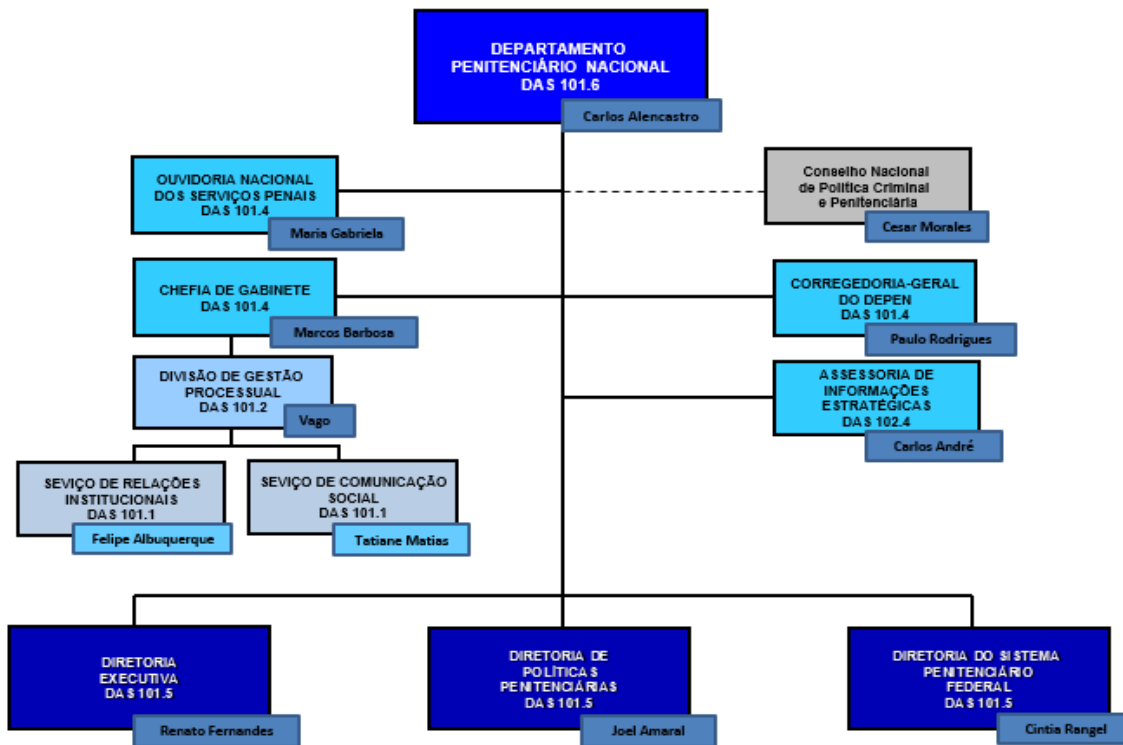 DEPARTAMENTO
PENITENCIÁRIO NACIONAL
DAS 101.6
Carlos Alencastro
OUVIDORIA NACIONAL
DOS SERVIÇOS PENAIS
DAS 101.4
Maria Gabriela
Conselho Nacional
de Política Criminal
e Penitenciária
Cesar Morales
CHEFIA DE GABINETE
DAS 101.4
Marcos Barbosa
CORREGEDORIA-GERAL
DO DEPEN
DAS 101.4
Paulo Rodrigues
DIVISÃO DE GESTÃO
PROCESSUAL
DAS 101.2
Vago
ASSESSORIA DE
INFORMAÇÕES
ESTRATÉGICAS
DAS 102.4
Carlos André
SEVIÇO DE RELAÇÕES
INSTITUCIONAIS
DAS 101.1
Felipe Albuquerque
SEVIÇO DE COMUNICAÇÃO
SOCIAL
DAS 101.1
Tatiane Matias
DIRETORIA
EXECUTIVA
DAS 101.5
Renato Fernandes
DIRETORIA DE
POLÍTICAS
PENITENCIÁRIAS
DAS 101.5
Joel Amaral
DIRETORIA DO SISTEMA
PENITENCIÁRIO
FEDERAL
DAS 101.5
Cintia Rangel